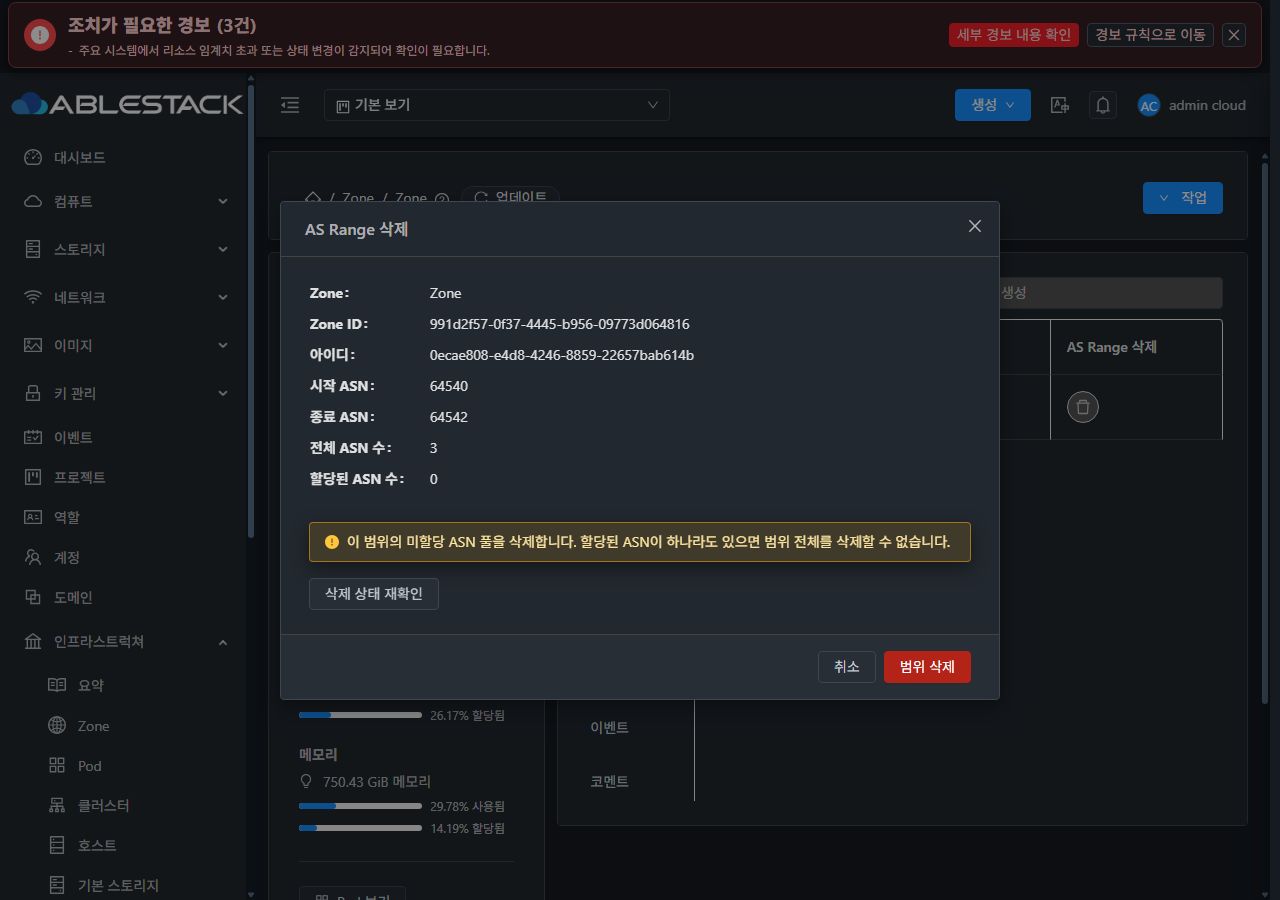 조치가 필요한 경보 (3건)
- 주요 시스템에서 리소스 임계치 초과 또는 상태 변경이 감지되어 확인이 필요합니다.
세부 경보 내용 확인
경보 규칙으로 이동
ABLESTACK
기본 보기
생성
AC
admin cloud
대시보드
컴퓨트
스토리지
네트워크
이미지
키 관리
이벤트
프로젝트
역할
계정
도메인
인프라스트럭쳐
요약
Zone
Pod
클러스터
호스트
기본 스토리지
/ Zone / Zone
업데이트
작업
AS Range 삭제
Zone:
Zone
Zone ID:
991d2f57-0f37-4445-b956-09773d064816
아이디:
0ecae808-e4d8-4246-8859-22657bab614b
시작 ASN:
64540
종료 ASN:
64542
전체 ASN 수:
3
할당된 ASN 수:
0
이 범위의 미할당 ASN 풀을 삭제합니다. 할당된 ASN이 하나라도 있으면 범위 전체를 삭제할 수 없습니다.
삭제 상태 재확인
취소
범위 삭제
생성
AS Range 삭제
26.17% 할당됨
메모리
750.43 GiB 메모리
29.78% 사용됨
14.19% 할당됨
이벤트
코멘트